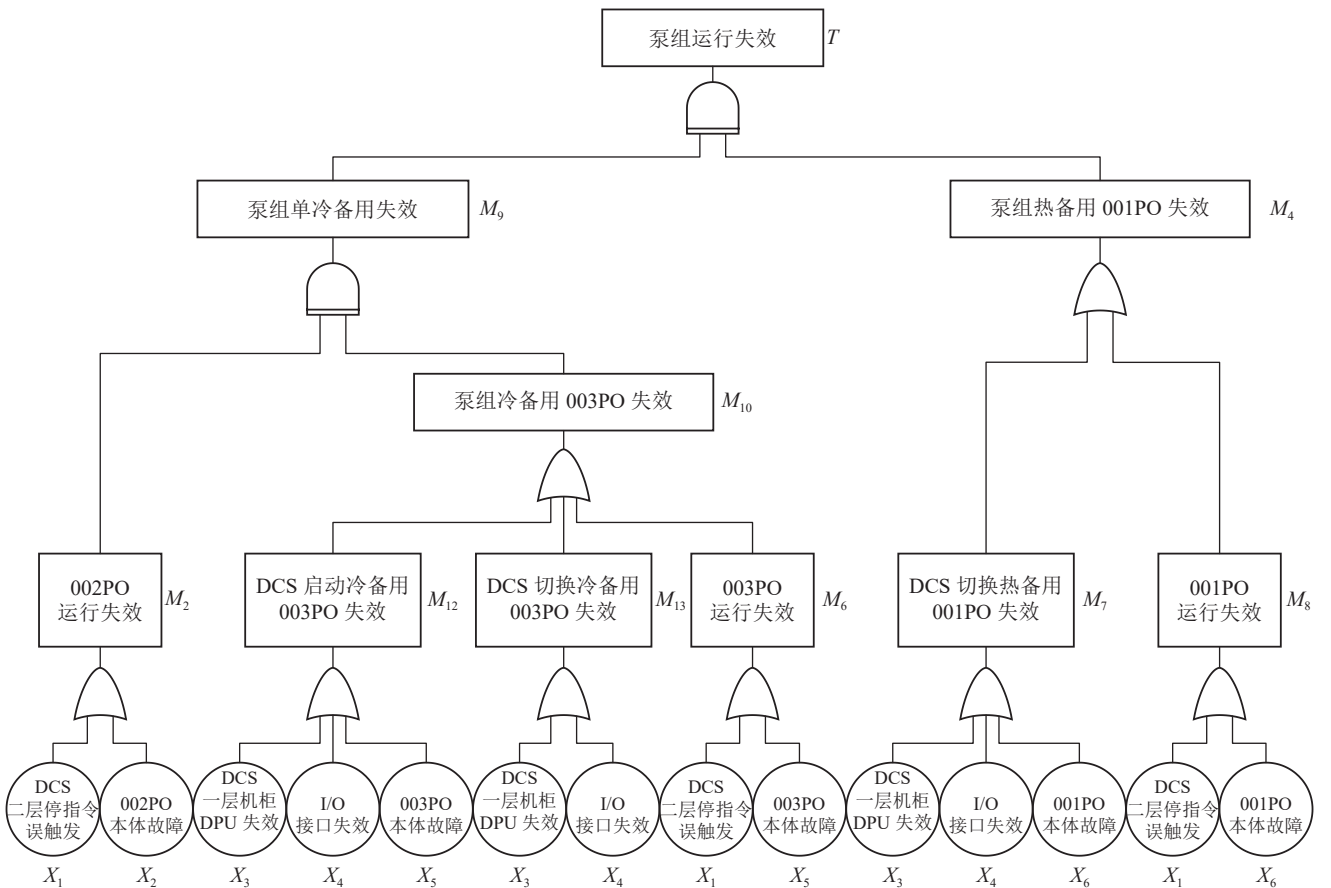 泵组运行失效
T
泵组单冷备用失效
M₉
泵组热备用 001PO 失效
M₄
泵组冷备用 003PO 失效
M₁₀
002PO
运行失效
M₂
DCS 启动冷备用
003PO 失效
M₁₂
DCS 切换冷备用
003PO 失效
M₁₃
003PO
运行失效
M₆
DCS 切换热备用
001PO 失效
M₇
001PO
运行失效
M₈
DCS
二层停指令
误触发
002PO
本体故障
DCS
一层机柜
DPU 失效
I/O
接口失效
003PO
本体故障
DCS
一层机柜
DPU 失效
I/O
接口失效
DCS
二层停指令
误触发
003PO
本体故障
DCS
一层机柜
DPU 失效
I/O
接口失效
001PO
本体故障
DCS
二层停指令
误触发
001PO
本体故障
X₁
X₂
X₃
X₄
X₅
X₃
X₄
X₁
X₅
X₃
X₄
X₆
X₁
X₆